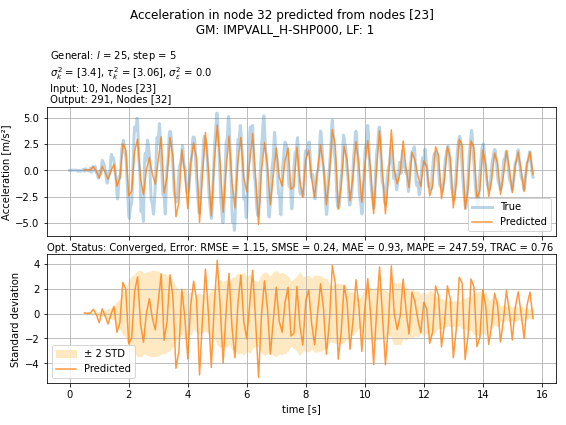 Acceleration in node 32 predicted from nodes [23]
GM: IMPVALL_H-SHP000, LF: 1
General: l = 25, step = 5
σ²ₖ = [3.4], τ²ₖ = [3.06], σ²ε = 0.0
Input: 10, Nodes [23]
Output: 291, Nodes [32]
Acceleration [m/s²]
5.0
2.5
0.0
−2.5
−5.0
True
Predicted
Opt. Status: Converged, Error: RMSE = 1.15, SMSE = 0.24, MAE = 0.93, MAPE = 247.59, TRAC = 0.76
Standard deviation
4
2
0
−2
−4
± 2 STD
Predicted
0 2 4 6 8 10 12 14 16
time [s]